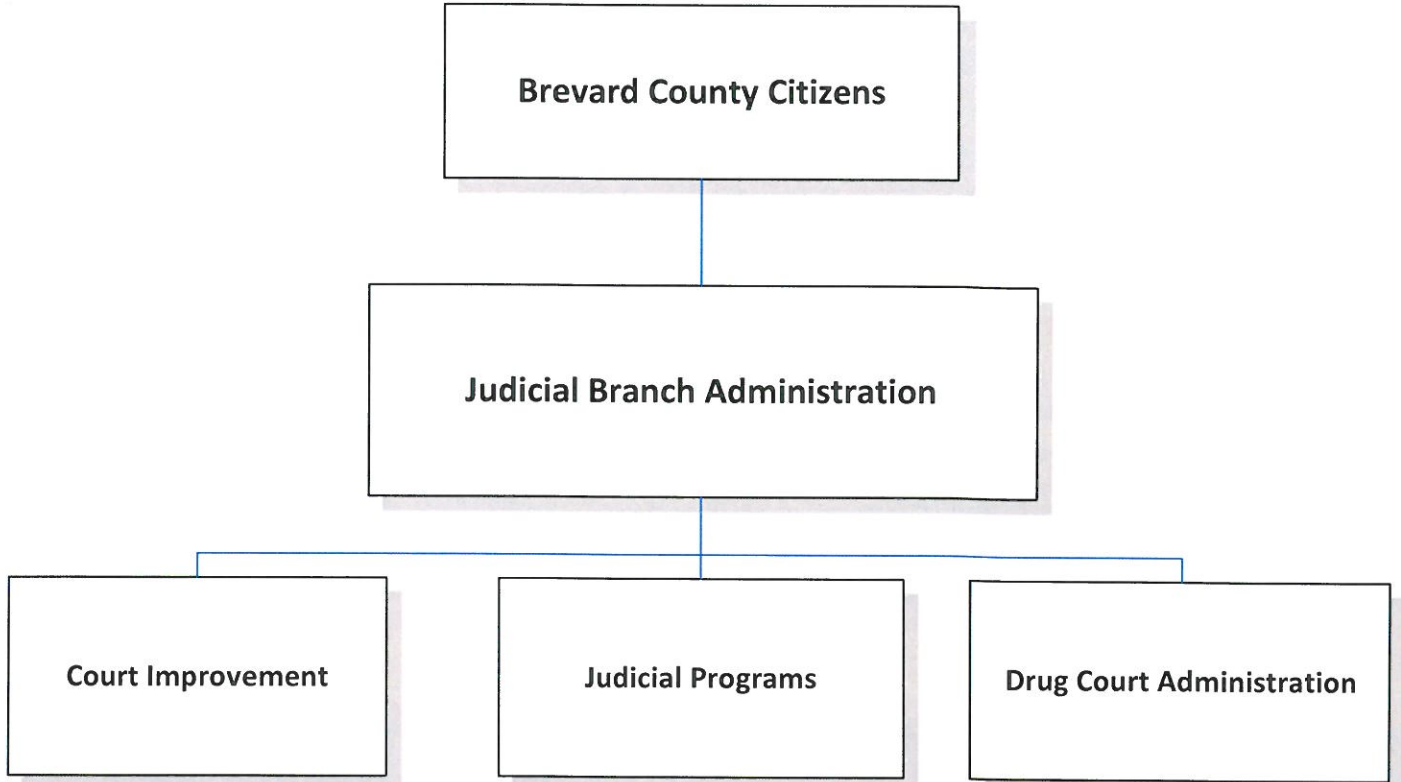 Brevard County Citizens
Judicial Branch Administration
Court Improvement
Judicial Programs
Drug Court Administration